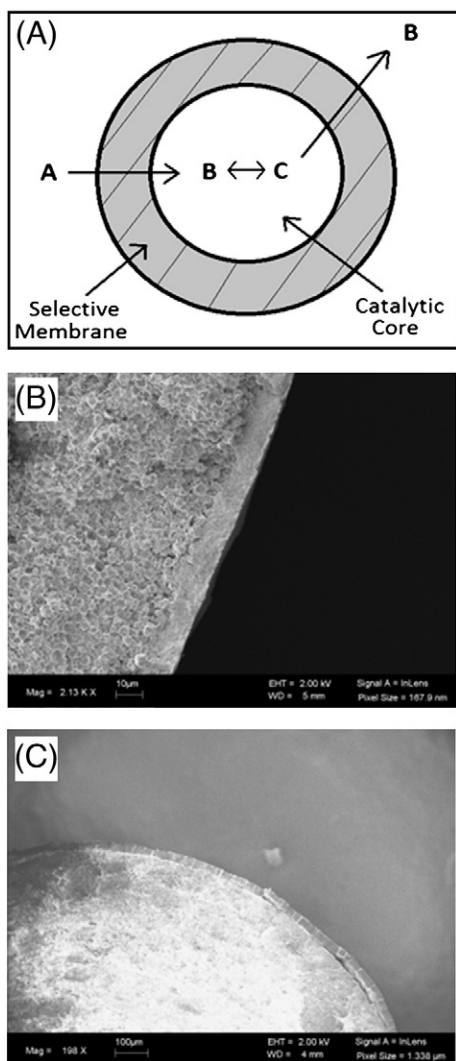 (A)
B
A
B ↔ C
Selective
Membrane
Catalytic
Core
(B)
Mag = 2.13 K X
10µm
EHT = 2.00 kV
WD = 5 mm
Signal A = InLens
Pixel Size = 167.9 nm
(C)
Mag = 198 X
100µm
EHT = 2.00 kV
WD = 4 mm
Signal A = InLens
Pixel Size = 1.338 µm